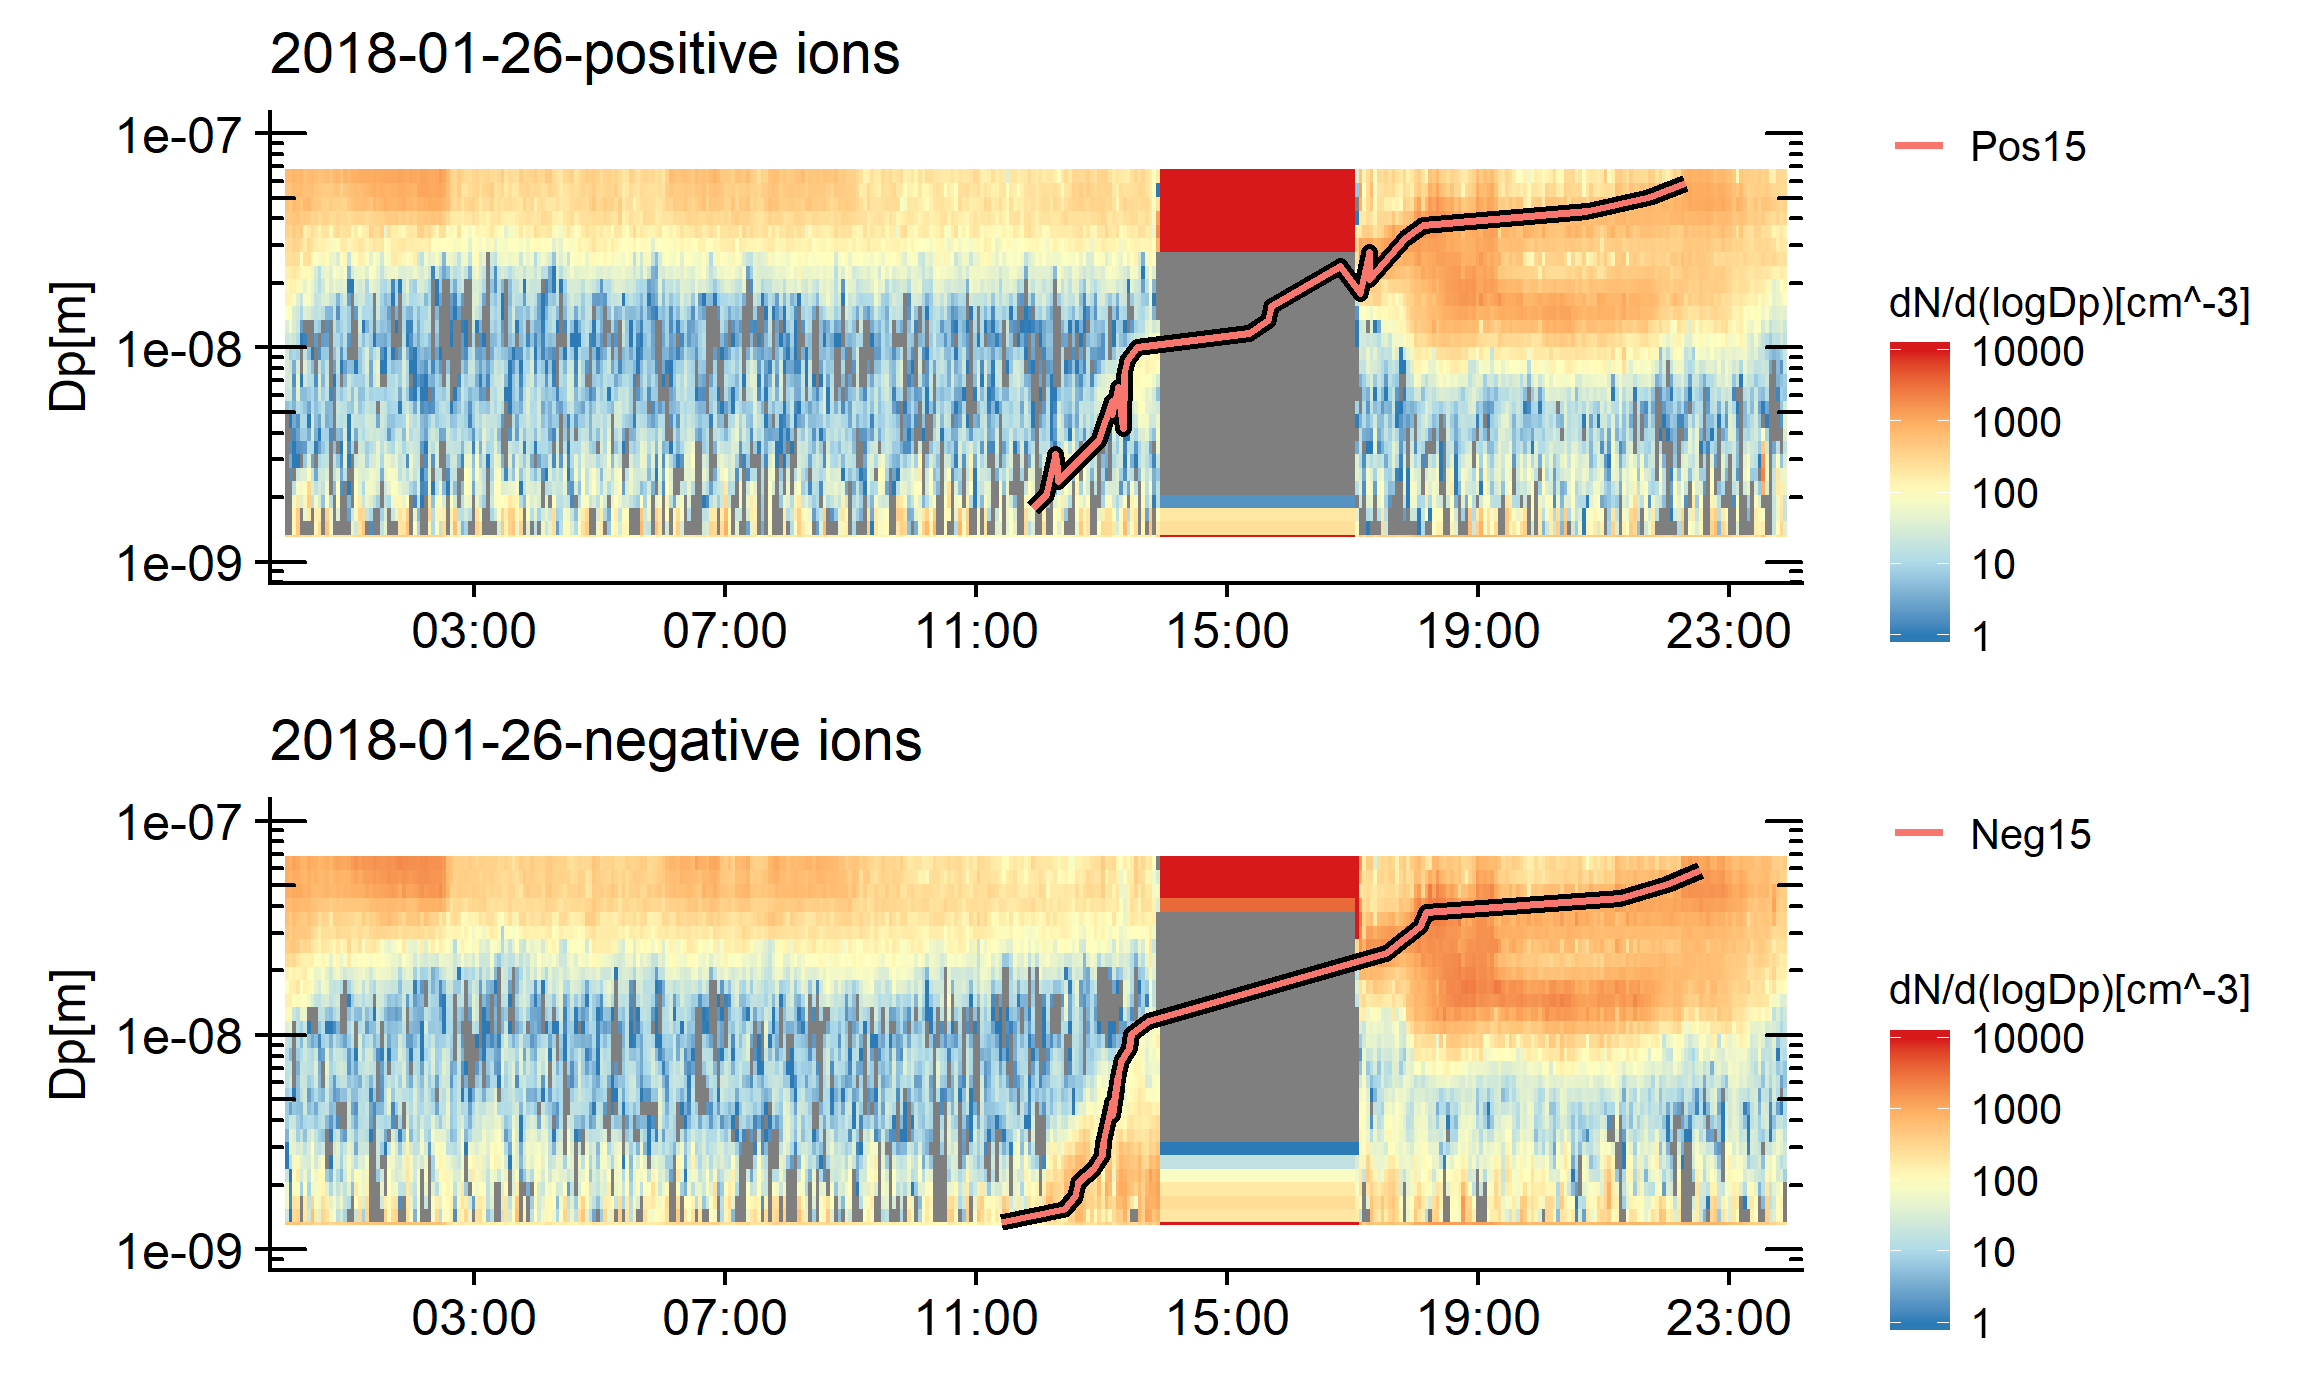 2018-01-26-positive ions
1e-07
1e-08
1e-09
Dp[m]
03:00 07:00 11:00 15:00 19:00 23:00
Pos15
dN/d(logDp)[cm^-3]
10000
1000
100
10
1
2018-01-26-negative ions
1e-07
1e-08
1e-09
Dp[m]
03:00 07:00 11:00 15:00 19:00 23:00
Neg15
dN/d(logDp)[cm^-3]
10000
1000
100
10
1